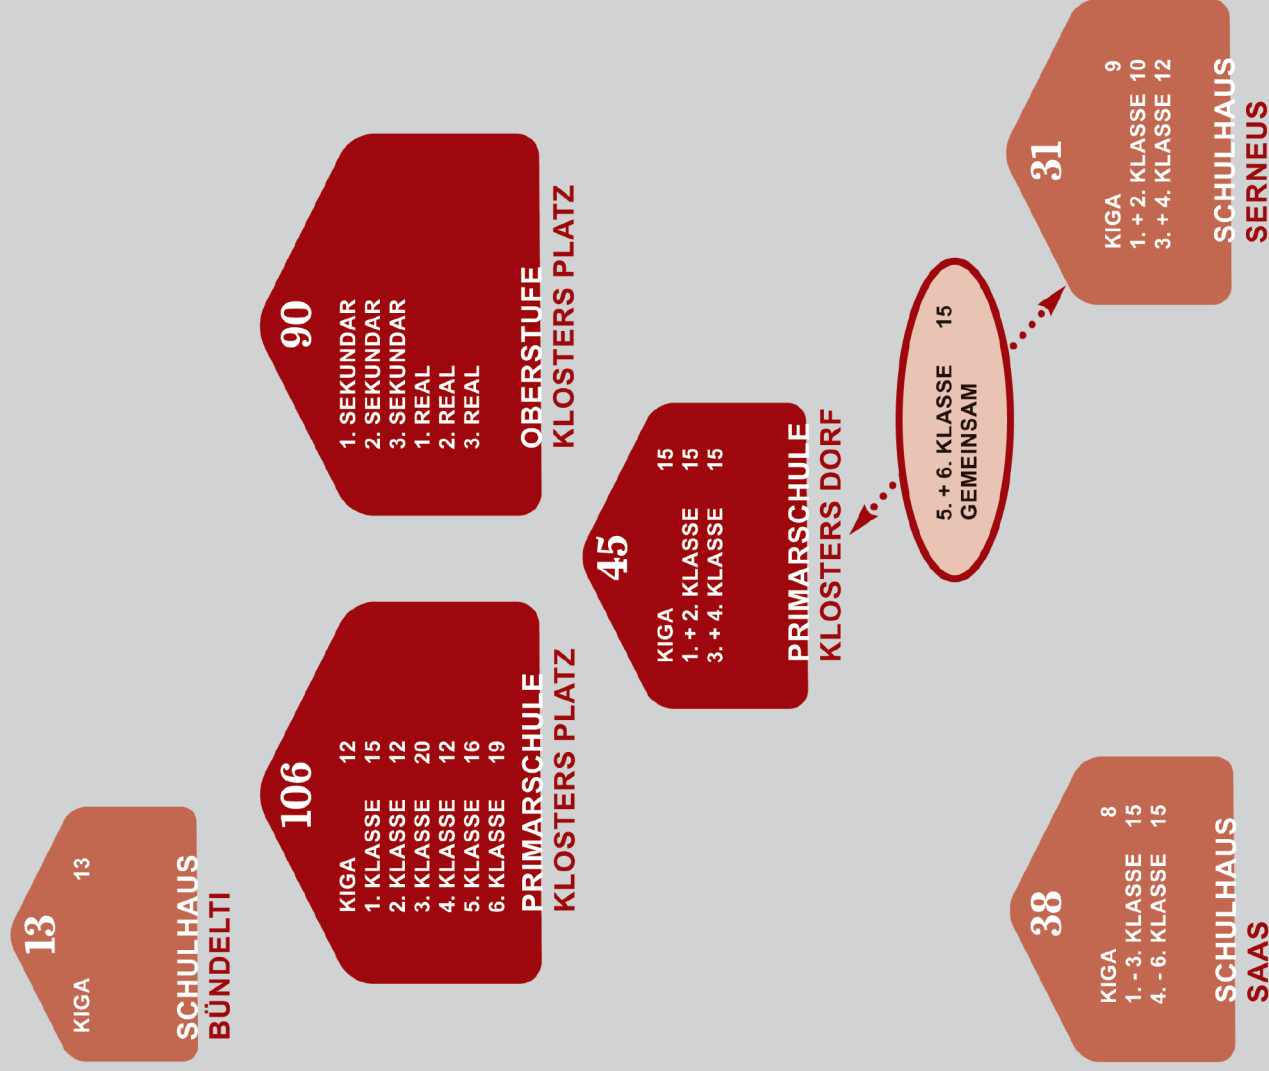 13
KIGA 13
SCHULHAUS
BÜNDELTI
106
KIGA 12
1. KLASSE 15
2. KLASSE 12
3. KLASSE 20
4. KLASSE 12
5. KLASSE 16
6. KLASSE 19
PRIMARSCHULE
KLOSTERS PLATZ
90
1. SEKUNDAR
2. SEKUNDAR
3. SEKUNDAR
1. REAL
2. REAL
3. REAL
OBERSTUFE
KLOSTERS PLATZ
45
KIGA 15
1. + 2. KLASSE 15
3. + 4. KLASSE 15
PRIMARSCHULE
KLOSTERS DORF
5. + 6. KLASSE 15
GEMEINSAM
38
KIGA 8
1. - 3. KLASSE 15
4. - 6. KLASSE 15
SCHULHAUS
SAAS
31
KIGA 9
1. + 2. KLASSE 10
3. + 4. KLASSE 12
SCHULHAUS
SERNEUS